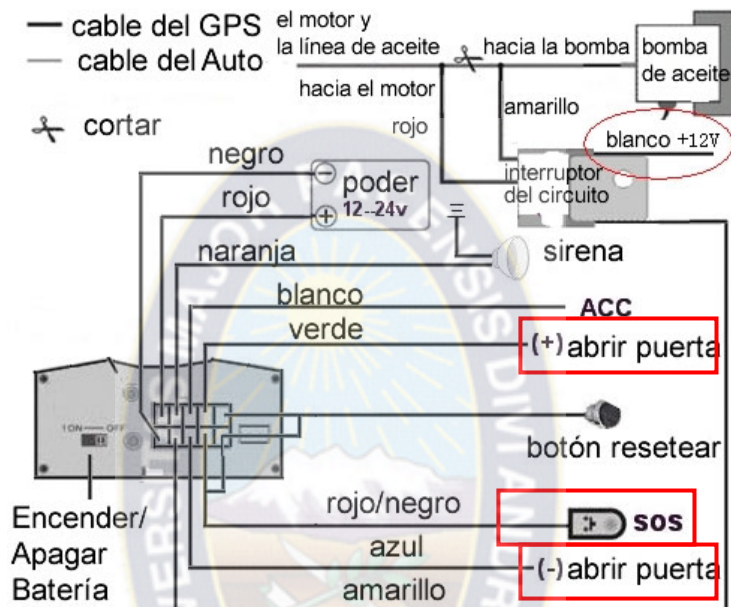 cable del GPS
cable del Auto
cortar
el motor y
la línea de aceite
hacia la bomba
bomba
de aceite
hacia el motor
amarillo
rojo
blanco +12V
interruptor
del circuito
negro
poder
12--24v
rojo
naranja
sirena
blanco
ACC
verde
(+) abrir puerta
1 ON—OFF
botón resetear
Encender/
Apagar
Batería
rojo/negro
SOS
azul
(-) abrir puerta
amarillo